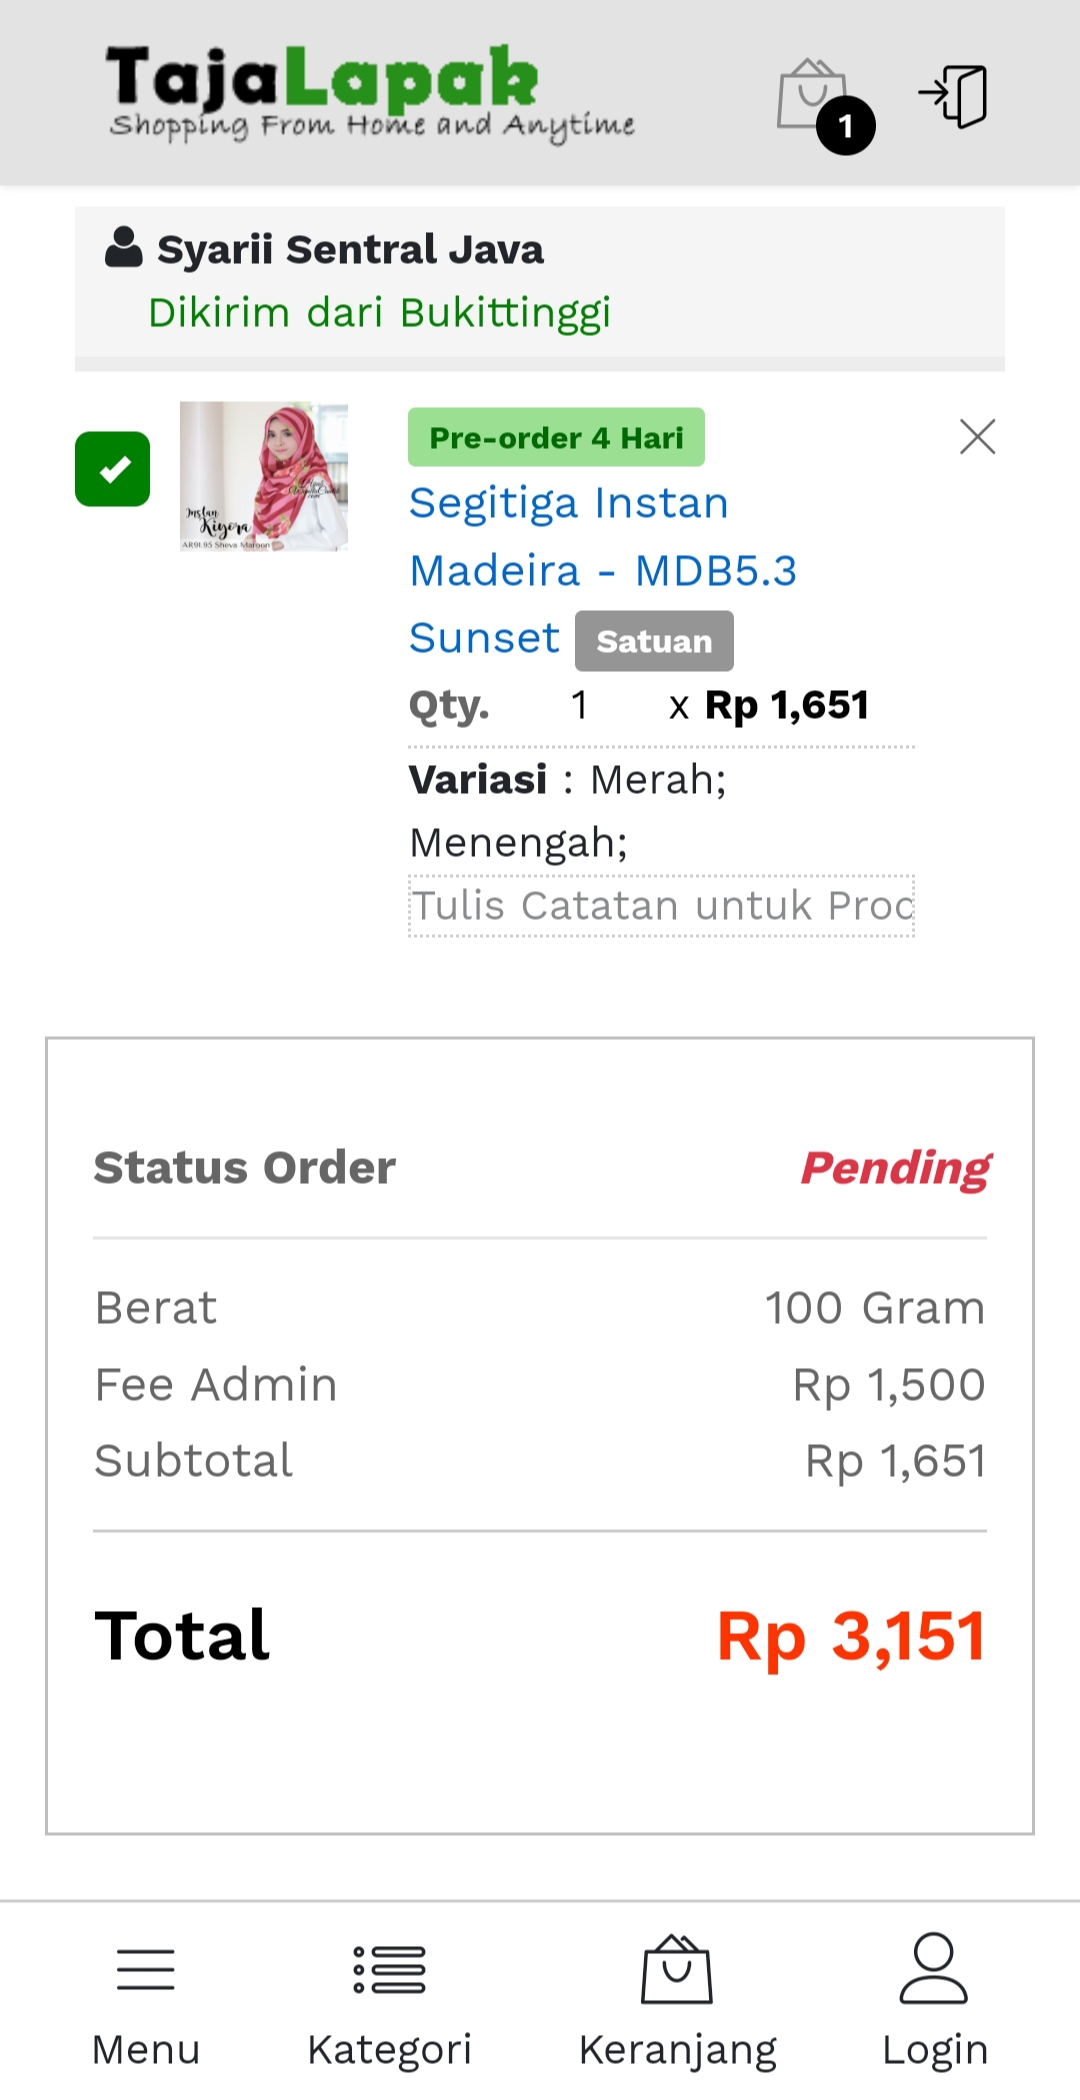 TajaLapak
Shopping From Home and Anytime
1
Syarii Sentral Java
Dikirim dari Bukittinggi
Instan
Kiyora
AR91.95 Sheva Maroon
Pre-order 4 Hari
Segitiga Instan
Madeira - MDB5.3
Sunset Satuan
Qty. 1 x Rp 1,651
Variasi : Merah;
Menengah;
Tulis Catatan untuk Proc
Status Order Pending
Berat 100 Gram
Fee Admin Rp 1,500
Subtotal Rp 1,651
Total Rp 3,151
Menu Kategori Keranjang Login